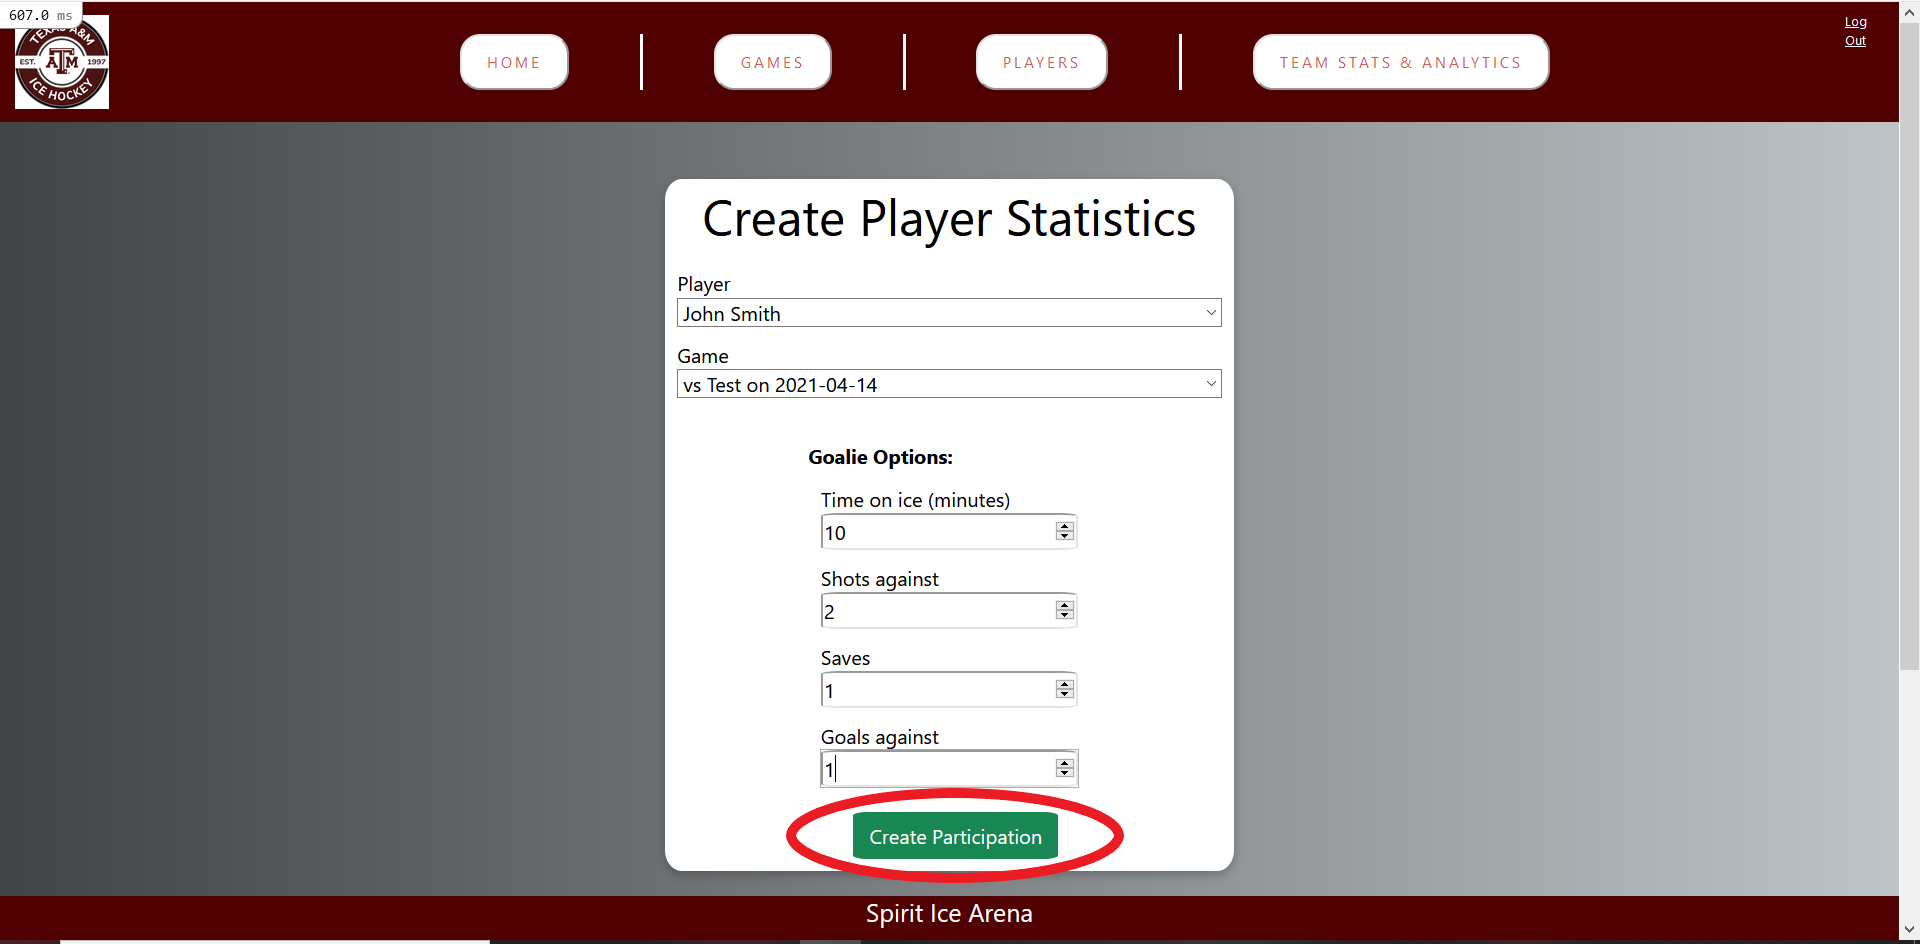 607.0 ms
TEXAS A&M
EST. ATM 1997
ICE HOCKEY
HOME
GAMES
PLAYERS
TEAM STATS & ANALYTICS
Log
Out
Create Player Statistics
Player
John Smith
Game
vs Test on 2021-04-14
Goalie Options:
Time on ice (minutes)
10
Shots against
2
Saves
1
Goals against
1
Create Participation
Spirit Ice Arena